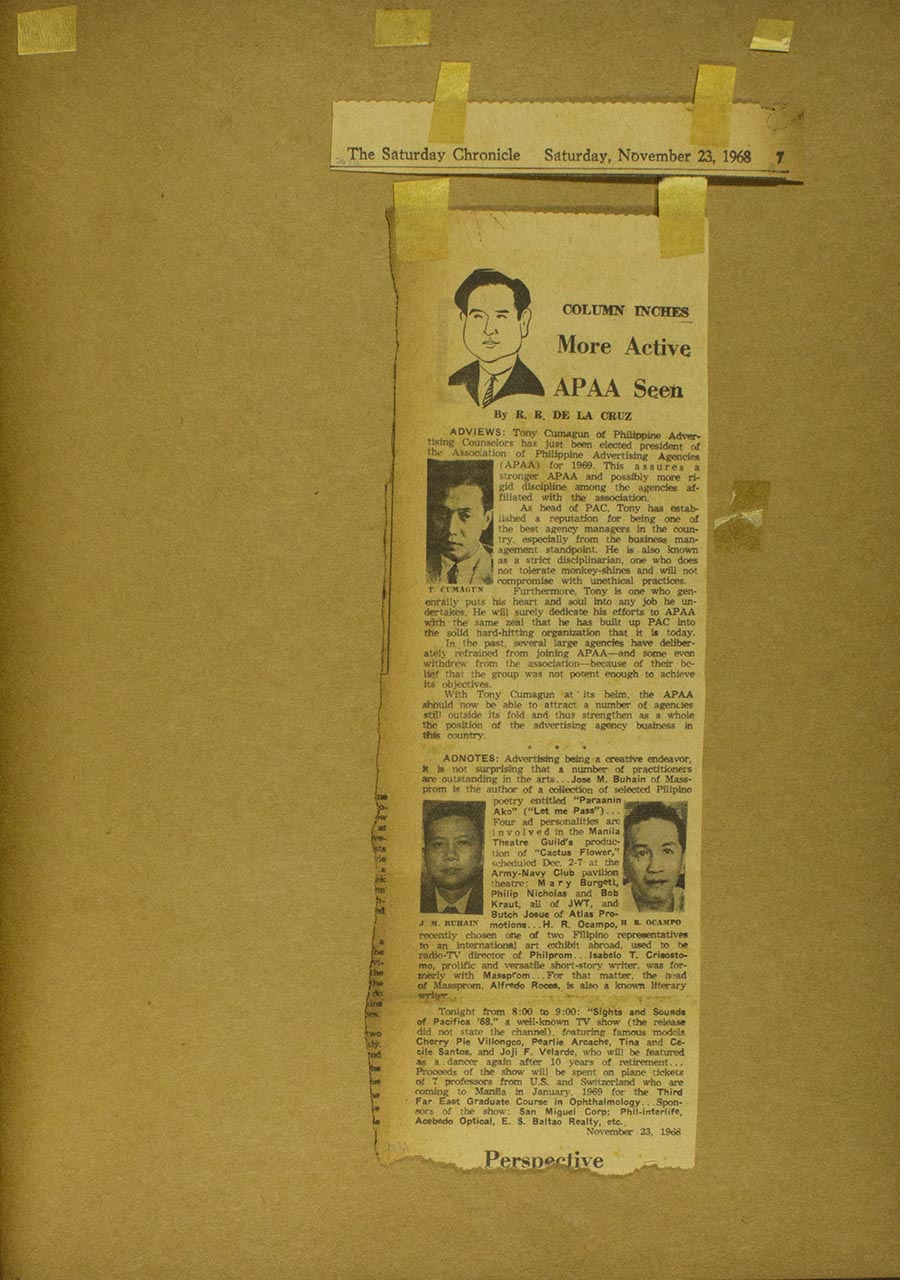 The Saturday Chronicle Saturday, November 23, 1968 7
COLUMN INCHES
More Active
APAA Seen
By R. R. DE LA CRUZ
ADVIEWS: Tony Cumagun of Philippine Adver-
tising Counselors has just been elected president of
the Association of Philippine Advertising Agencies
(APAA) for 1969. This assures a
stronger APAA and possibly more ri-
gid discipline among the agencies af-
filiated with the association.
As head of PAC, Tony has estab-
lished a reputation for being one of
the best agency managers in the coun-
try, especially from the business man-
agement standpoint. He is also known
as a strict disciplinarian, one who does
not tolerate monkey-shines and will not
compromise with unethical practices.
T. CUMAGUN
Furthermore, Tony is one who gen-
enrally puts his heart and soul into any job he un-
dertakes. He will surely dedicate his efforts to APAA
with the same zeal that he has built up PAC into
the solid hard-hitting organization that it is today.
In the past, several large agencies have deliber-
ately refrained from joining APAA—and some even
withdrew from the association—because of their be-
lief that the group was not potent enough to achieve
its objectives.
With Tony Cumagun at its helm, the APAA
should now be able to attract a number of agencies
still outside its fold and thus strengthen as a whole
the position of the advertising agency business in
this country.
* * *
ADNOTES: Advertising being a creative endeavor,
it is not surprising that a number of practitioners
are outstanding in the arts...Jose M. Buhain of Mass-
prom is the author of a collection of selected Pilipino
poetry entitled "Paraanin
Ako" ("Let me Pass")...
Four ad personalities are
involved in the Manila
Theatre Guild's produc-
tion of "Cactus Flower,"
scheduled Dec. 2-7 at the
Army-Navy Club pavilion
theatre: Mary Burgett,
Philip Nicholas and Bob
Kraut, all of JWT, and
Butch Josue of Atlas Pro-
motions...H. R. Ocampo,
J. M. BUHAIN
H R. OCAMPO
recently chosen one of two Filipino representatives
to an international art exhibit abroad, used to be
radio-TV director of Philprom...Isabelo T. Crisosto-
mo, prolific and versatile short-story writer, was for-
merly with Massprom...For that matter, the head
of Massprom, Alfredo Roces, is also a known literary
writer.
Tonight from 8:00 to 9:00: "Sights and Sounds
of Pacifica '68," a well-known TV show (the release
did not state the channel), featuring famous models
Cherry Pie Villongco, Pearlie Arcache, Tina and Ce-
cile Santos, and Joji F. Velarde, who will be featured
as a dancer again after 10 years of retirement...
Proceeds of the show will be spent on plane tickets
of 7 professors from U.S. and Switzerland who are
coming to Manila in January, 1969 for the Third
Far East Graduate Course in Ophthalmology...Spon-
sors of the show: San Miguel Corp; Phil-interlife,
Acebedo Optical, E. S. Baltao Realty, etc.
November 23, 1968
Perspective